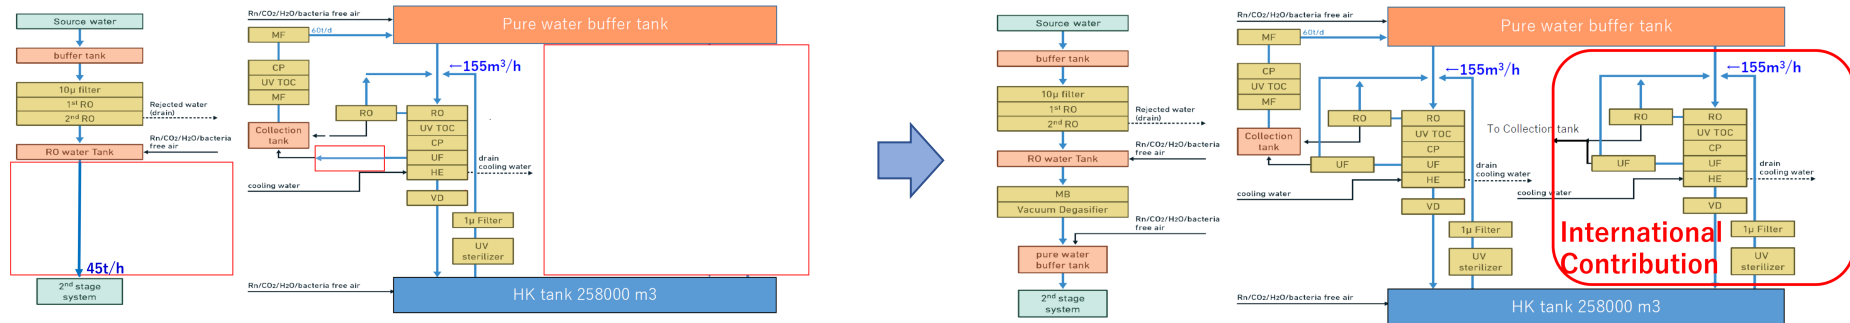 Source water
buffer tank
10μ filter
1st RO
2nd RO
Rejected water
(drain)
Rn/CO2/H2O/bacteria
free air
RO water Tank
45t/h
2nd stage
system
Rn/CO2/H2O/bacteria free air
Pure water buffer tank
MF
60t/d
CP
UV TOC
MF
←155m³/h
RO
RO
Collection
tank
UV TOC
CP
UF
HE
drain
cooling water
cooling water
VD
1μ Filter
UV
sterilizer
Rn/CO2/H2O/bacteria free air
HK tank 258000 m3
Source water
buffer tank
10μ filter
1st RO
2nd RO
Rejected water
(drain)
Rn/CO2/H2O/bacteria
free air
RO water Tank
MB
Vacuum Degasifier
Rn/CO2/H2O/bacteria
free air
pure water
buffer tank
2nd stage
system
Rn/CO2/H2O/bacteria free air
Pure water buffer tank
MF
60t/d
CP
UV TOC
MF
←155m³/h
RO
RO
Collection
tank
UV TOC
CP
UF
UF
HE
drain
cooling water
cooling water
VD
1μ Filter
UV
sterilizer
←155m³/h
RO
RO
To Collection tank
UV TOC
CP
UF
UF
HE
drain
cooling water
cooling water
VD
1μ Filter
UV
sterilizer
International
Contribution
Rn/CO2/H2O/bacteria free air
HK tank 258000 m3